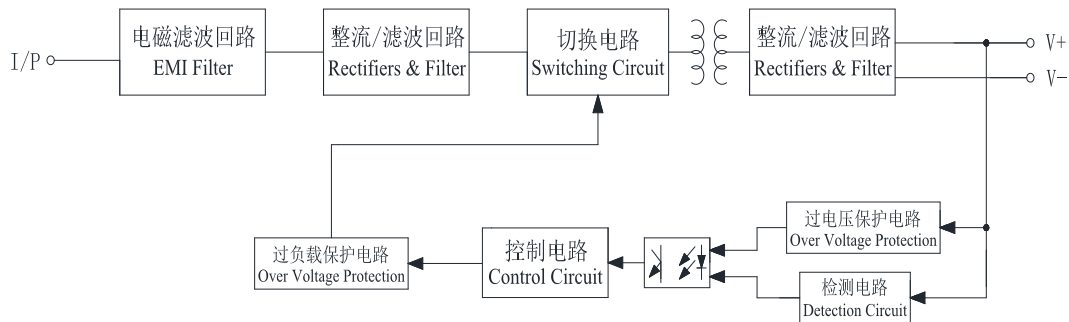 I/P
电磁滤波回路
EMI Filter
整流/滤波回路
Rectifiers & Filter
切换电路
Switching Circuit
整流/滤波回路
Rectifiers & Filter
V+
V-
过负载保护电路
Over Voltage Protection
控制电路
Control Circuit
过电压保护电路
Over Voltage Protection
检测电路
Detection Circuit